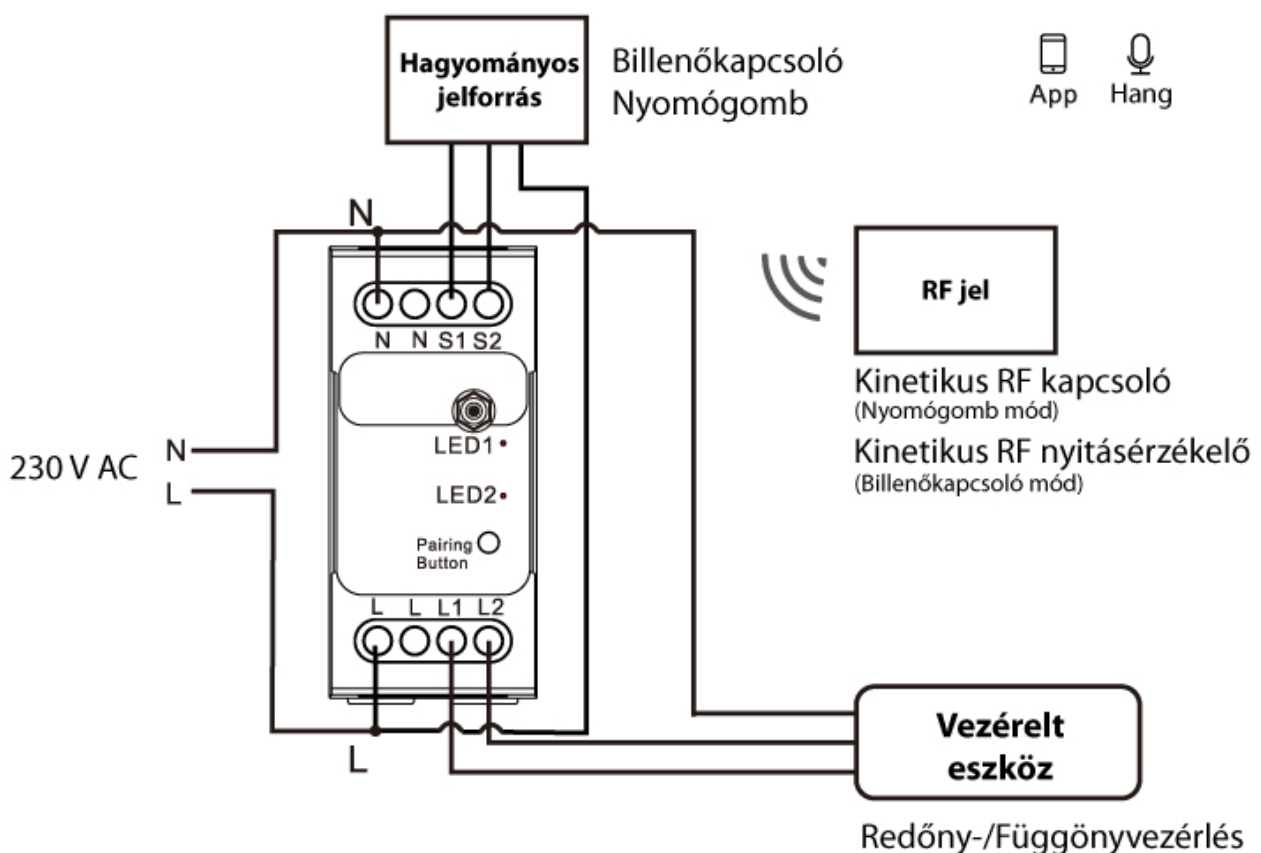 Hagyományos
jelforrás
Billenőkapcsoló
Nyomógomb
App Hang
N
N N S1 S2
RF jel
Kinetikus RF kapcsoló
(Nyomógomb mód)
Kinetikus RF nyitásérzékelő
(Billenőkapcsoló mód)
LED1
230 V AC
N
L
LED2
Pairing
Button
L L L1 L2
L
Vezérelt
eszköz
Redőny-/Függönyvezérlés